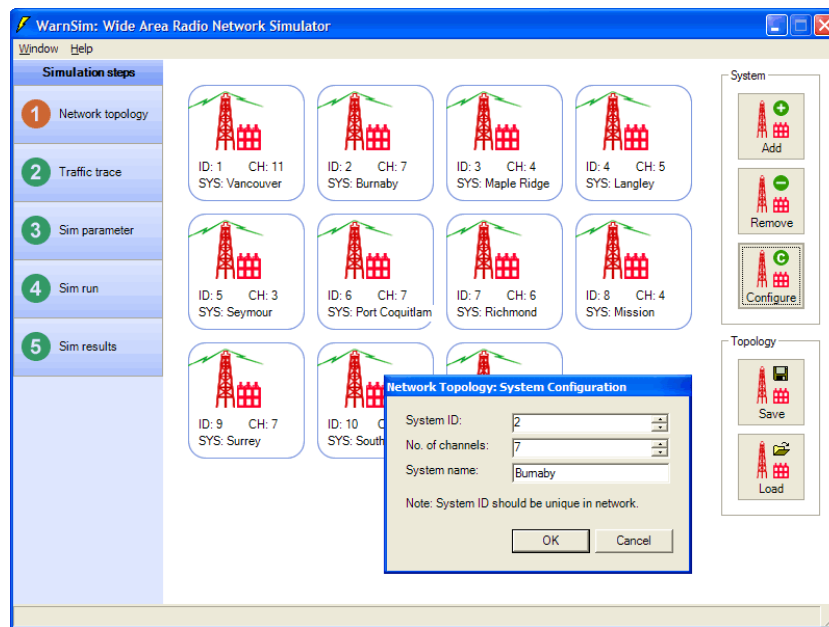 WarnSim: Wide Area Radio Network Simulator
Window Help
Simulation steps
1 Network topology
2 Traffic trace
3 Sim parameter
4 Sim run
5 Sim results
ID: 1 CH: 11
SYS: Vancouver
ID: 2 CH: 7
SYS: Burnaby
ID: 3 CH: 4
SYS: Maple Ridge
ID: 4 CH: 5
SYS: Langley
ID: 5 CH: 3
SYS: Seymour
ID: 6 CH: 7
SYS: Port Coquitlam
ID: 7 CH: 6
SYS: Richmond
ID: 8 CH: 4
SYS: Mission
ID: 9 CH: 7
SYS: Surrey
ID: 10
SYS: South
Network Topology: System Configuration
System ID: 2
No. of channels: 7
System name: Burnaby
Note: System ID should be unique in network.
OK Cancel
System
Add
Remove
C
Configure
Topology
Save
Load